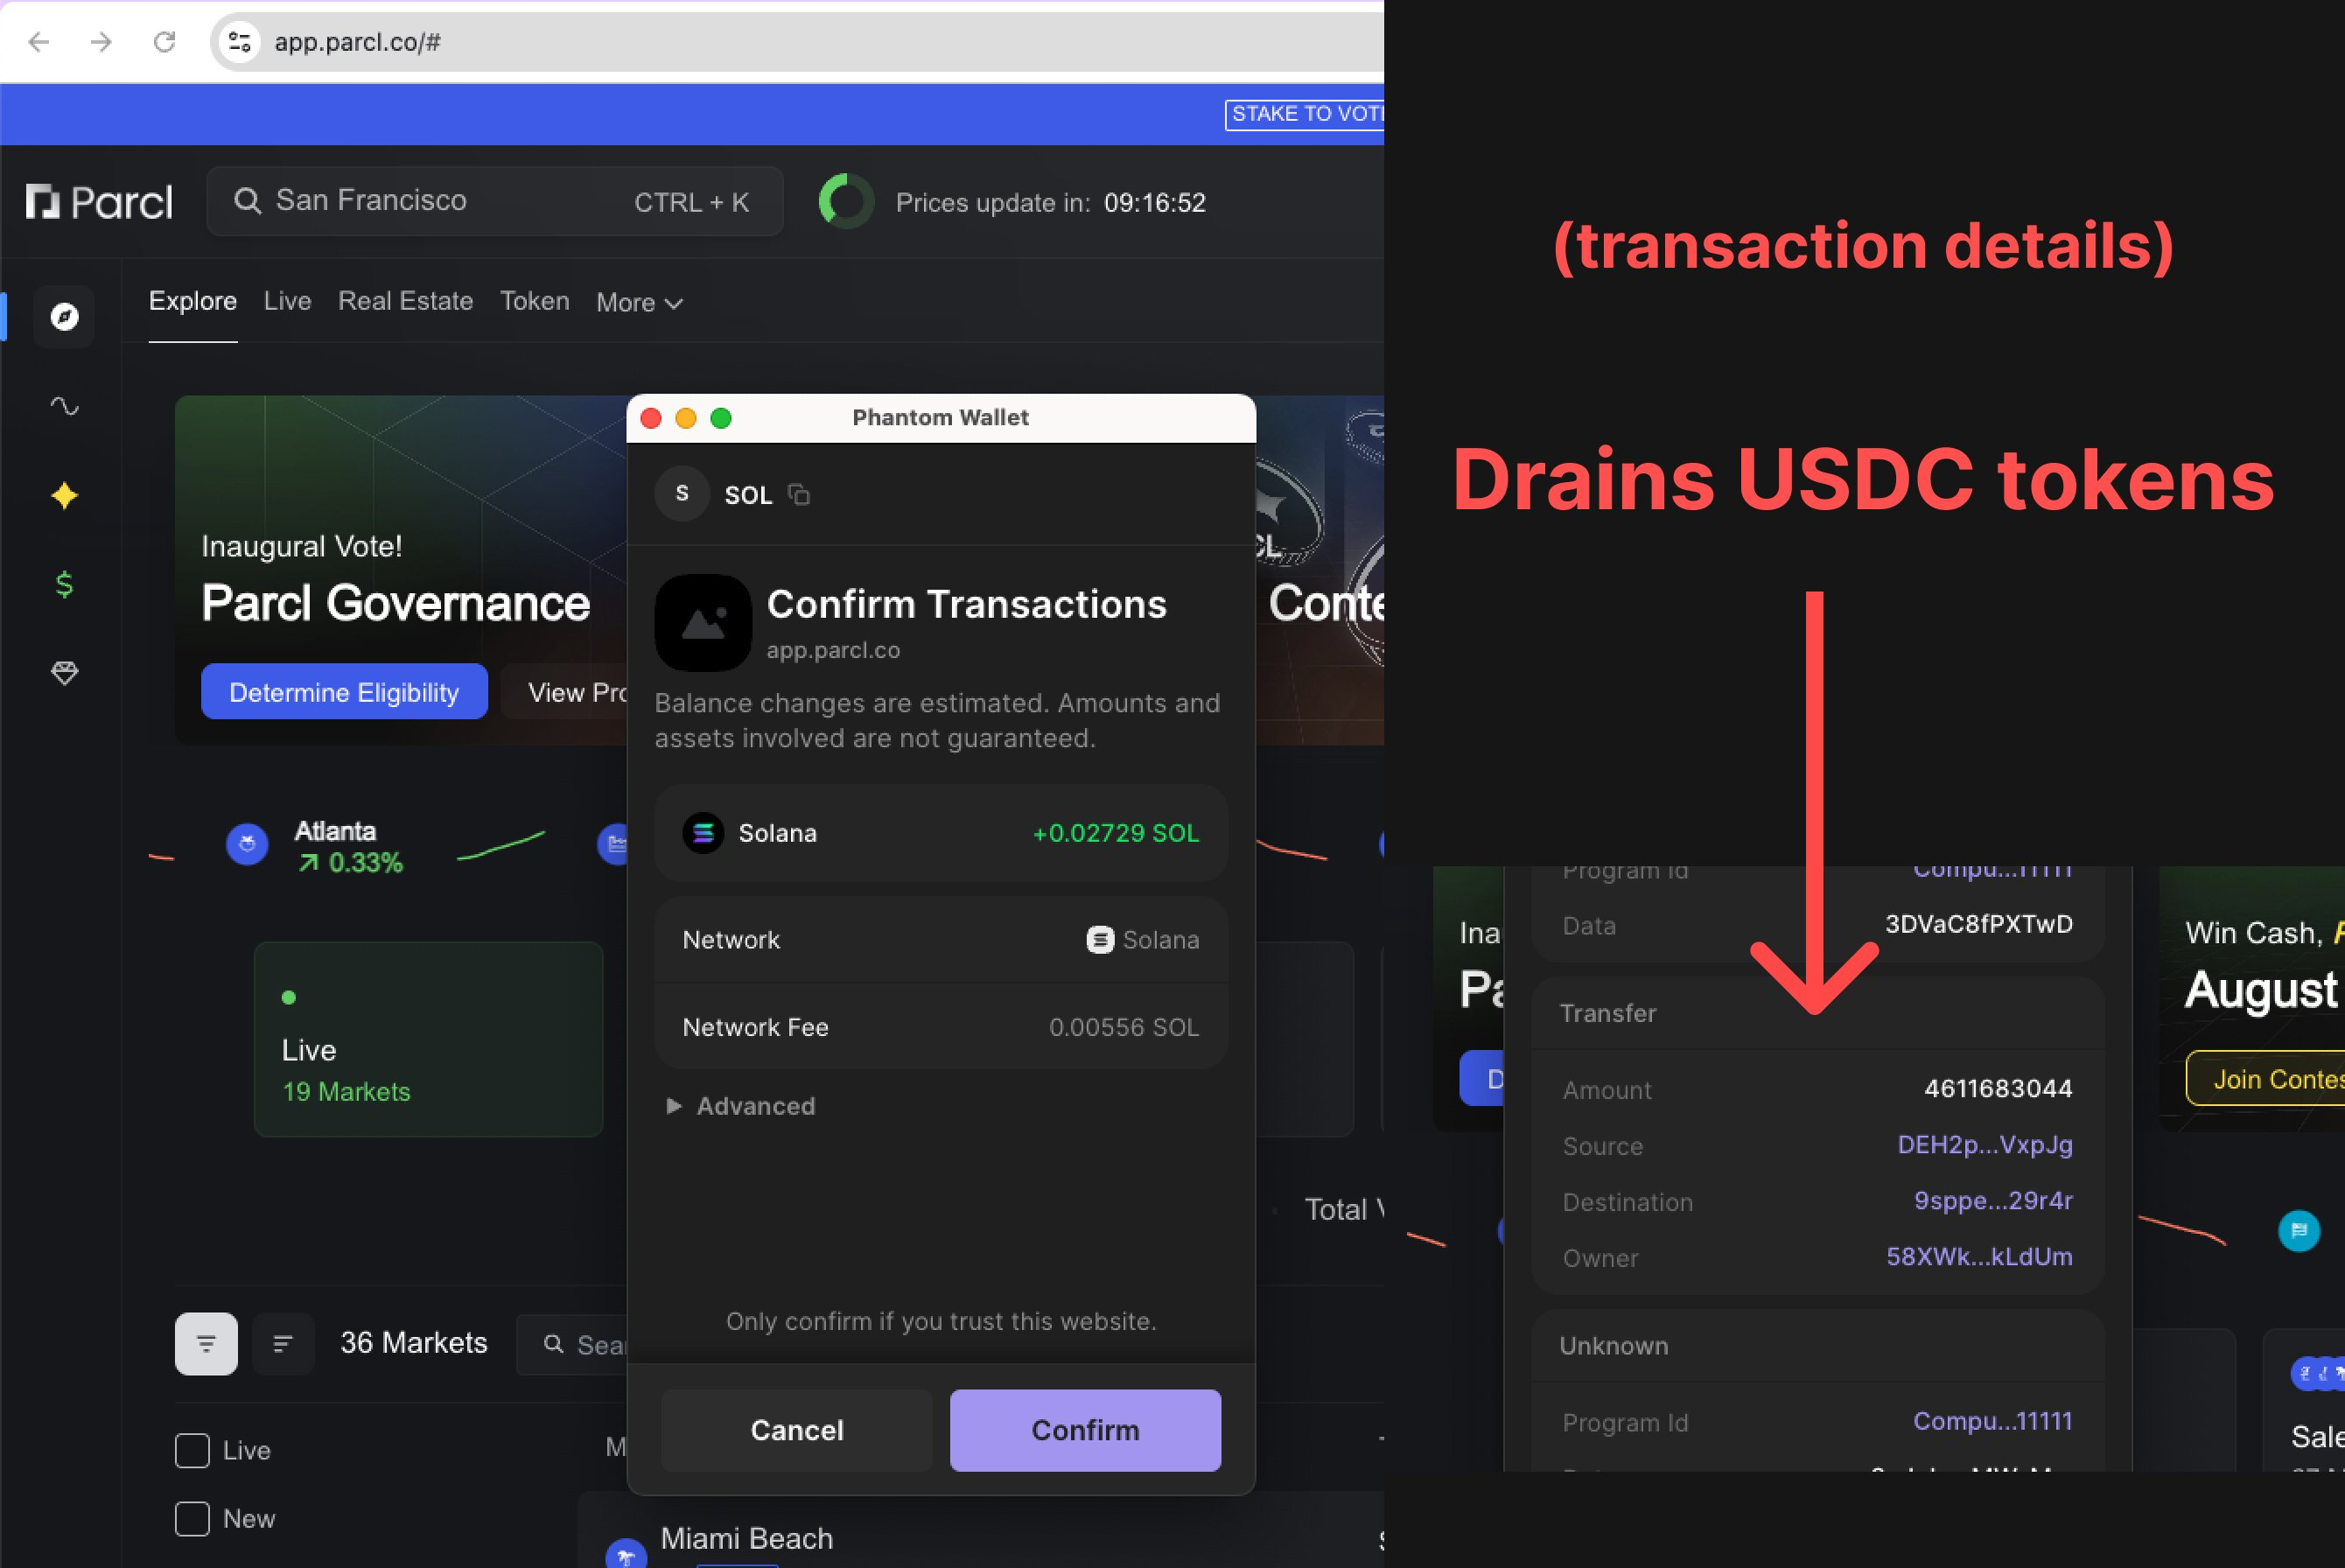 app.parcl.co/#
STAKE TO VOTE
Parcl
San Francisco
CTRL + K
Prices update in: 09:16:52
Explore
Live
Real Estate
Token
More
Inaugural Vote!
Parcl Governance
Determine Eligibility
View Pro
Conte
Atlanta
0.33%
Live
19 Markets
Total
36 Markets
Sear
Live
New
M
Miami Beach
Phantom Wallet
S
SOL
Confirm Transactions
app.parcl.co
Balance changes are estimated. Amounts and
assets involved are not guaranteed.
Solana
+0.02729 SOL
Network
Solana
Network Fee
0.00556 SOL
Advanced
Only confirm if you trust this website.
Cancel
Confirm
(transaction details)
Drains USDC tokens
Program Id
Compu...11111
Data
3DVaC8fPXTwD
Transfer
Amount
4611683044
Source
DEH2p...VxpJg
Destination
9sppe...29r4r
Owner
58XWk...kLdUm
Unknown
Program Id
Compu...11111
Ina
Pa
D
Win Cash,
August
Join Contes
Sale